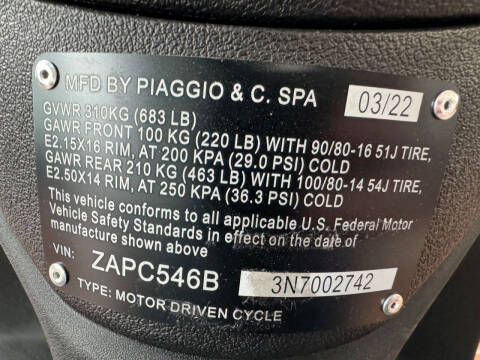 MFD BY PIAGGIO & C. SPA 03/22
GVWR 310KG (683 LB)
GAWR FRONT 100 KG (220 LB) WITH 90/80-16 51J TIRE,
E2.15X16 RIM, AT 200 KPA (29.0 PSI) COLD
GAWR REAR 210 KG (463 LB) WITH 100/80-14 54J TIRE,
E2.50X14 RIM, AT 250 KPA (36.3 PSI) COLD
This vehicle conforms to all applicable U.S. Federal Motor
Vehicle Safety Standards in effect on the date of
manufacture shown above
VIN: ZAPC546B 3N7002742
TYPE: MOTOR DRIVEN CYCLE